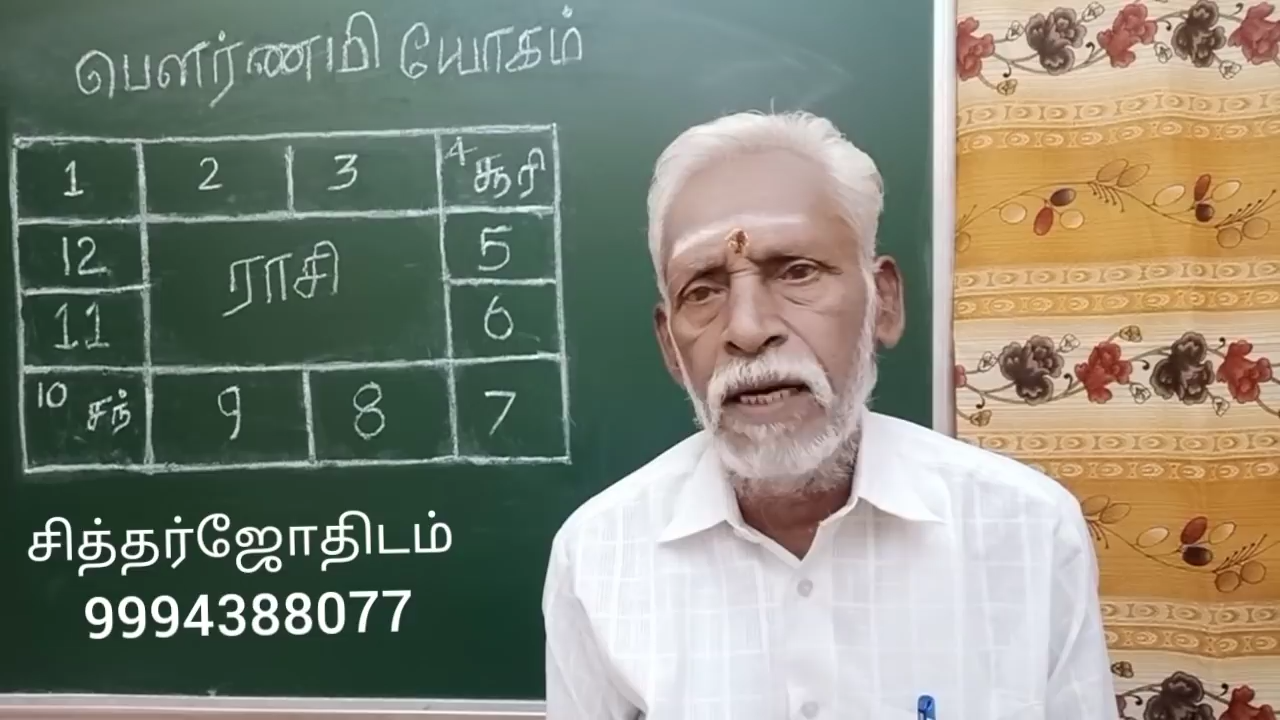 பௌர்ணமி யோகம்
1 2 3 4 சூரி
12 ராசி 5
11 6
10 சந் 9 8 7
சித்தர்ஜோதிடம்
9994388077